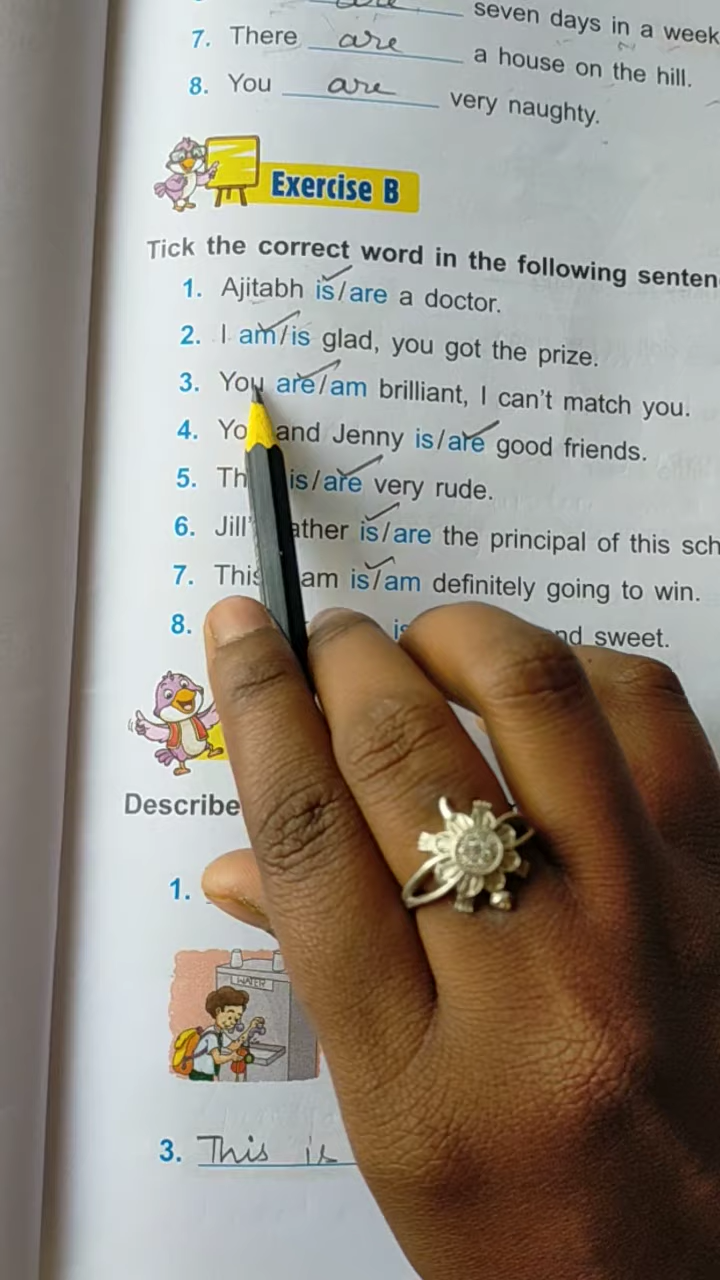 are seven days in a week
7. There are a house on the hill.
8. You are very naughty.
Exercise B
Tick the correct word in the following senten
1. Ajitabh is/are a doctor.
2. I am/is glad, you got the prize.
3. You are/am brilliant, I can't match you.
4. Yo and Jenny is/are good friends.
5. Th is/are very rude.
6. Jill' ather is/are the principal of this sch
7. This am is/am definitely going to win.
8. is nd sweet.
Describe
1.
WATER
3. This is